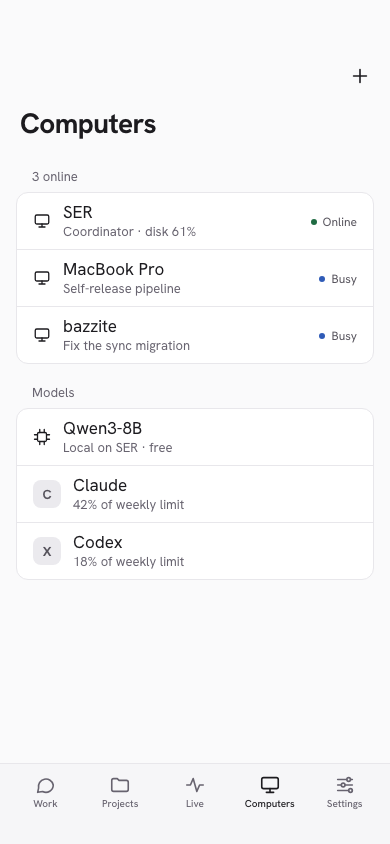 Computers
3 online
SER
Coordinator · disk 61%
Online
MacBook Pro
Self-release pipeline
Busy
bazzite
Fix the sync migration
Busy
Models
Qwen3-8B
Local on SER · free
C
Claude
42% of weekly limit
X
Codex
18% of weekly limit
Work
Projects
Live
Computers
Settings